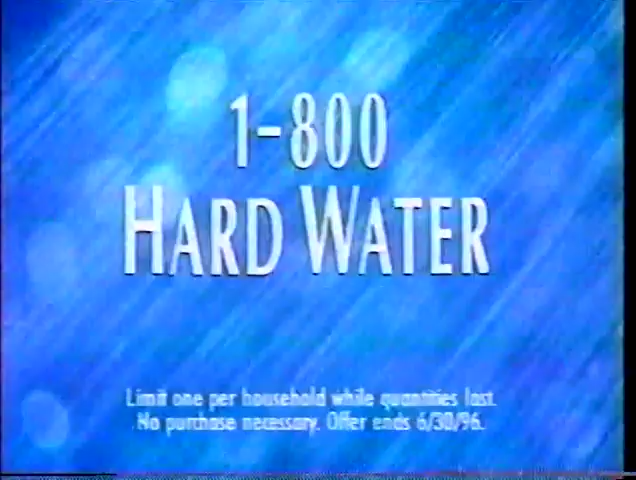 1-800
HARD WATER
Limit one per household while quantities last.
No purchase necessary. Offer ends 6/30/96.